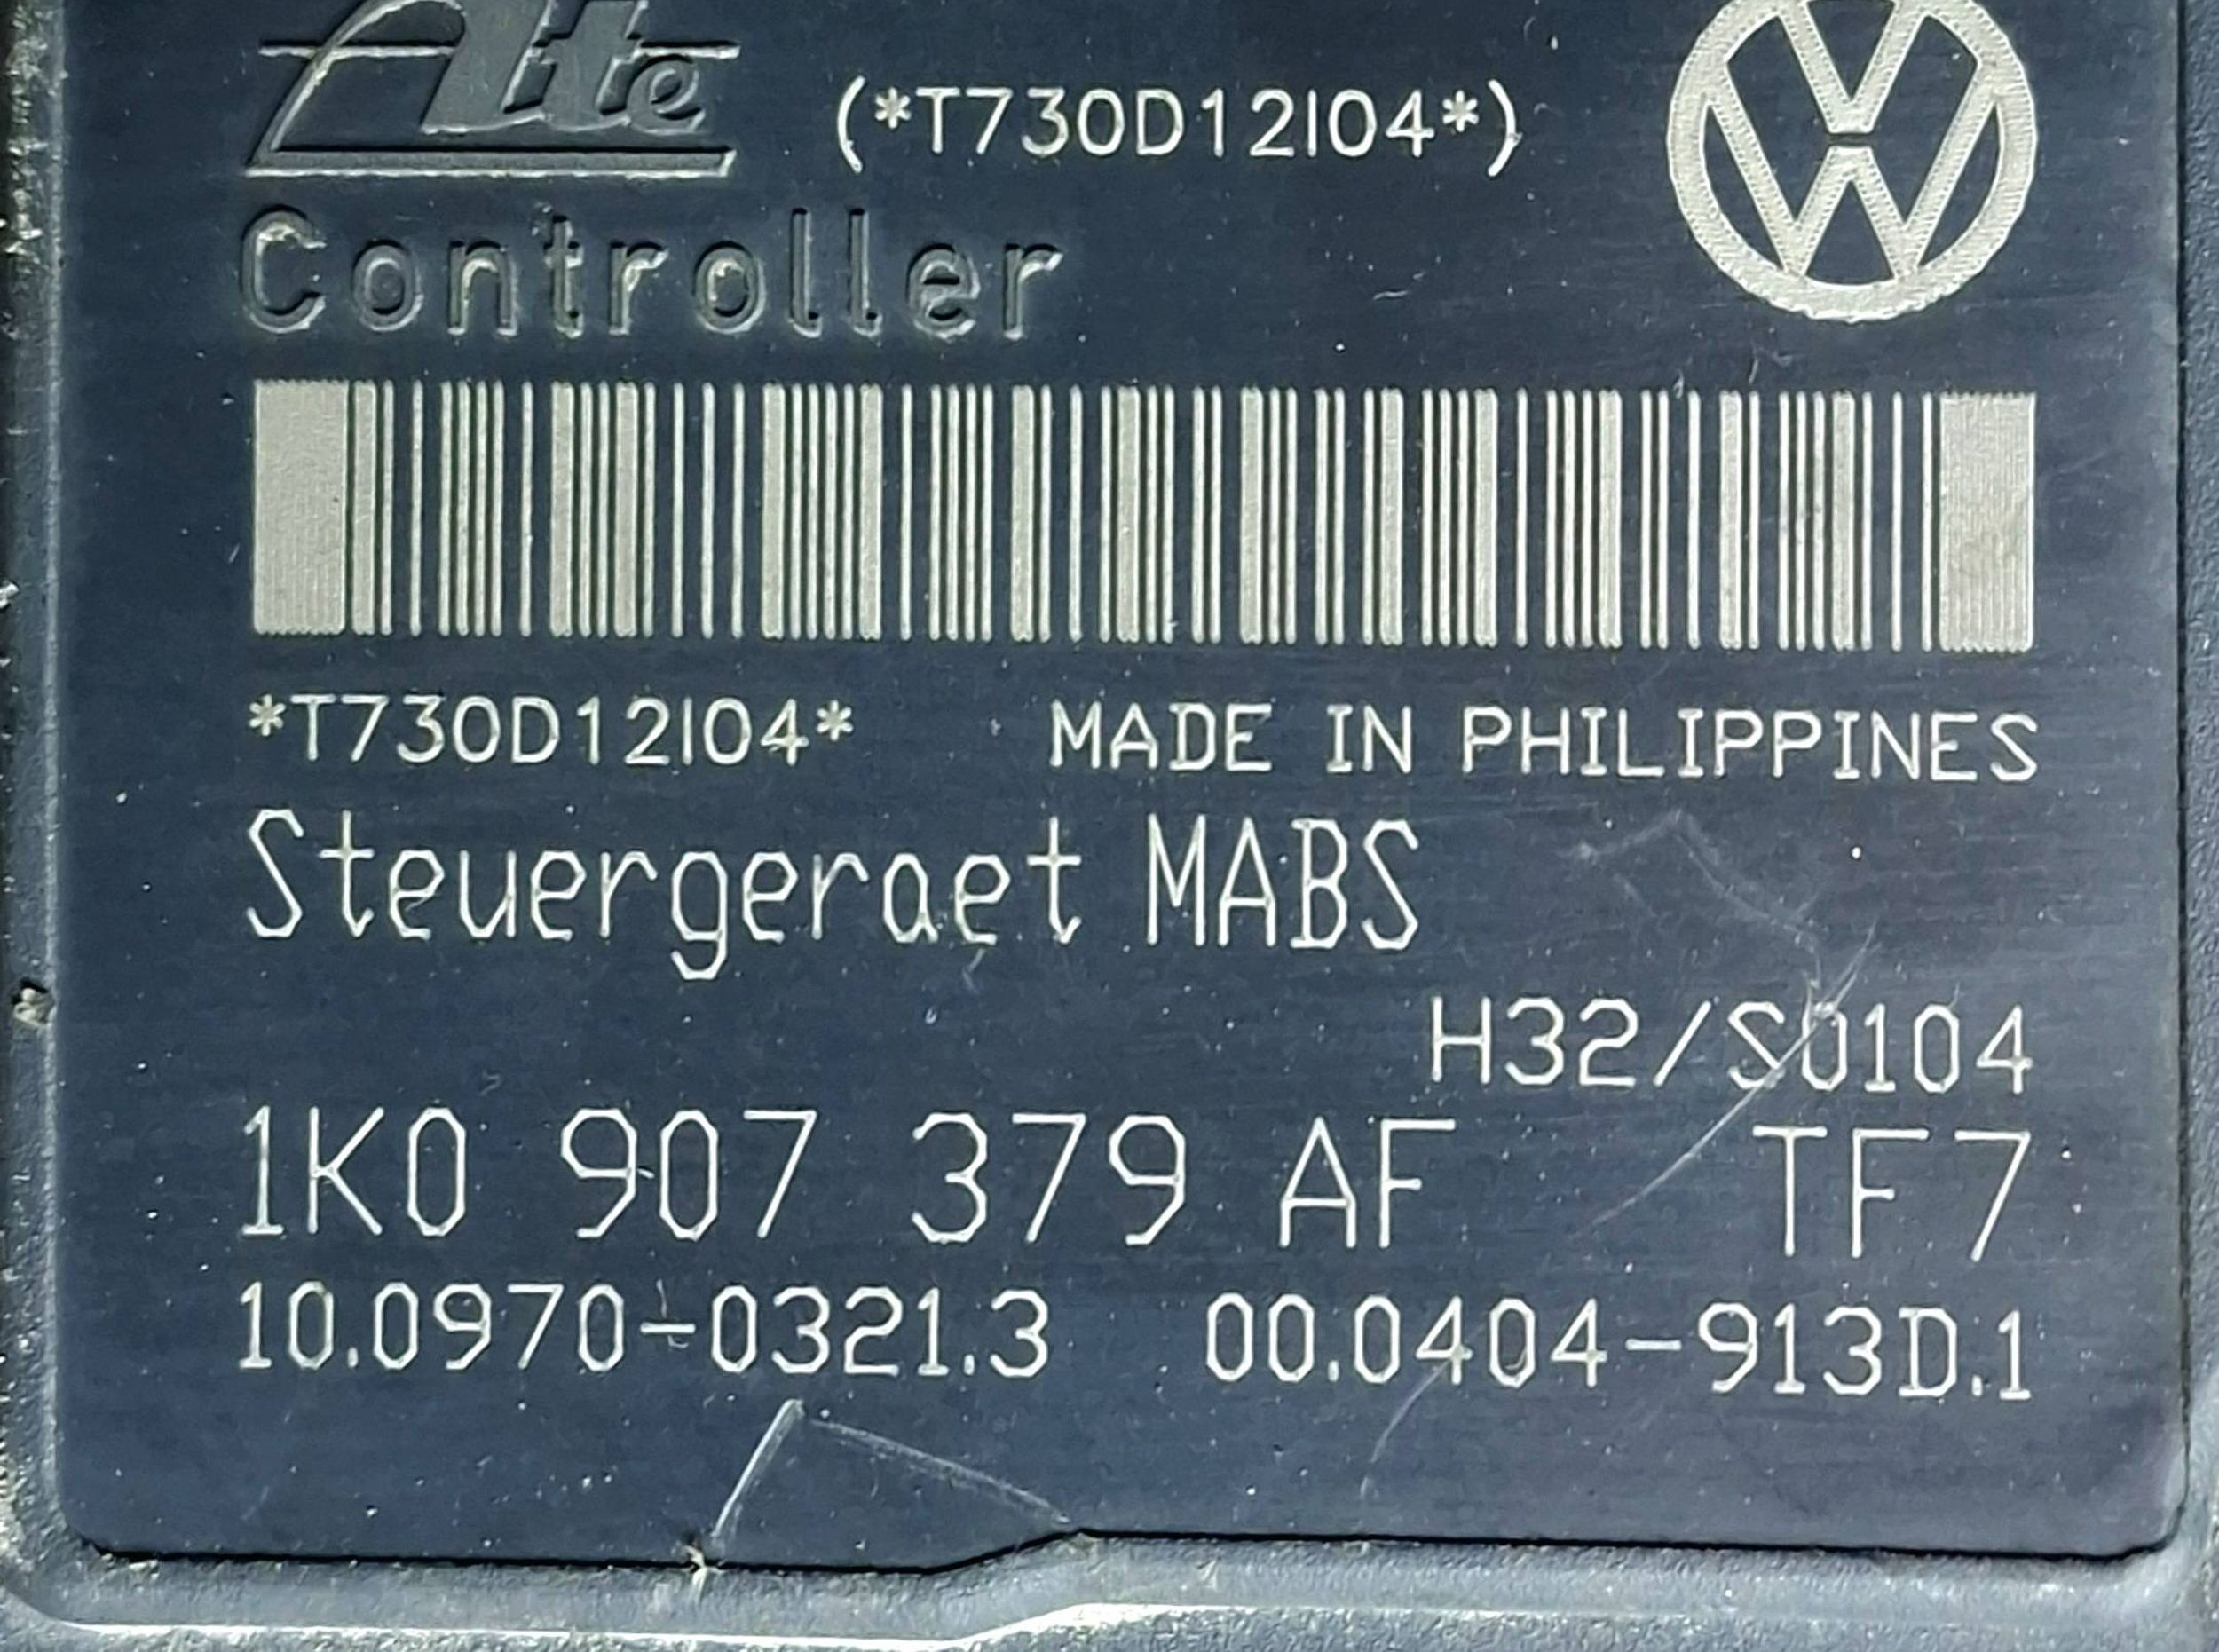 Ate (*T730D12I04*)
Controller
*T730D12I04* MADE IN PHILIPPINES
Steuergeraet MABS
H32/S0104
1K0 907 379 AF TF7
10.0970-0321.3 00.0404-913D.1